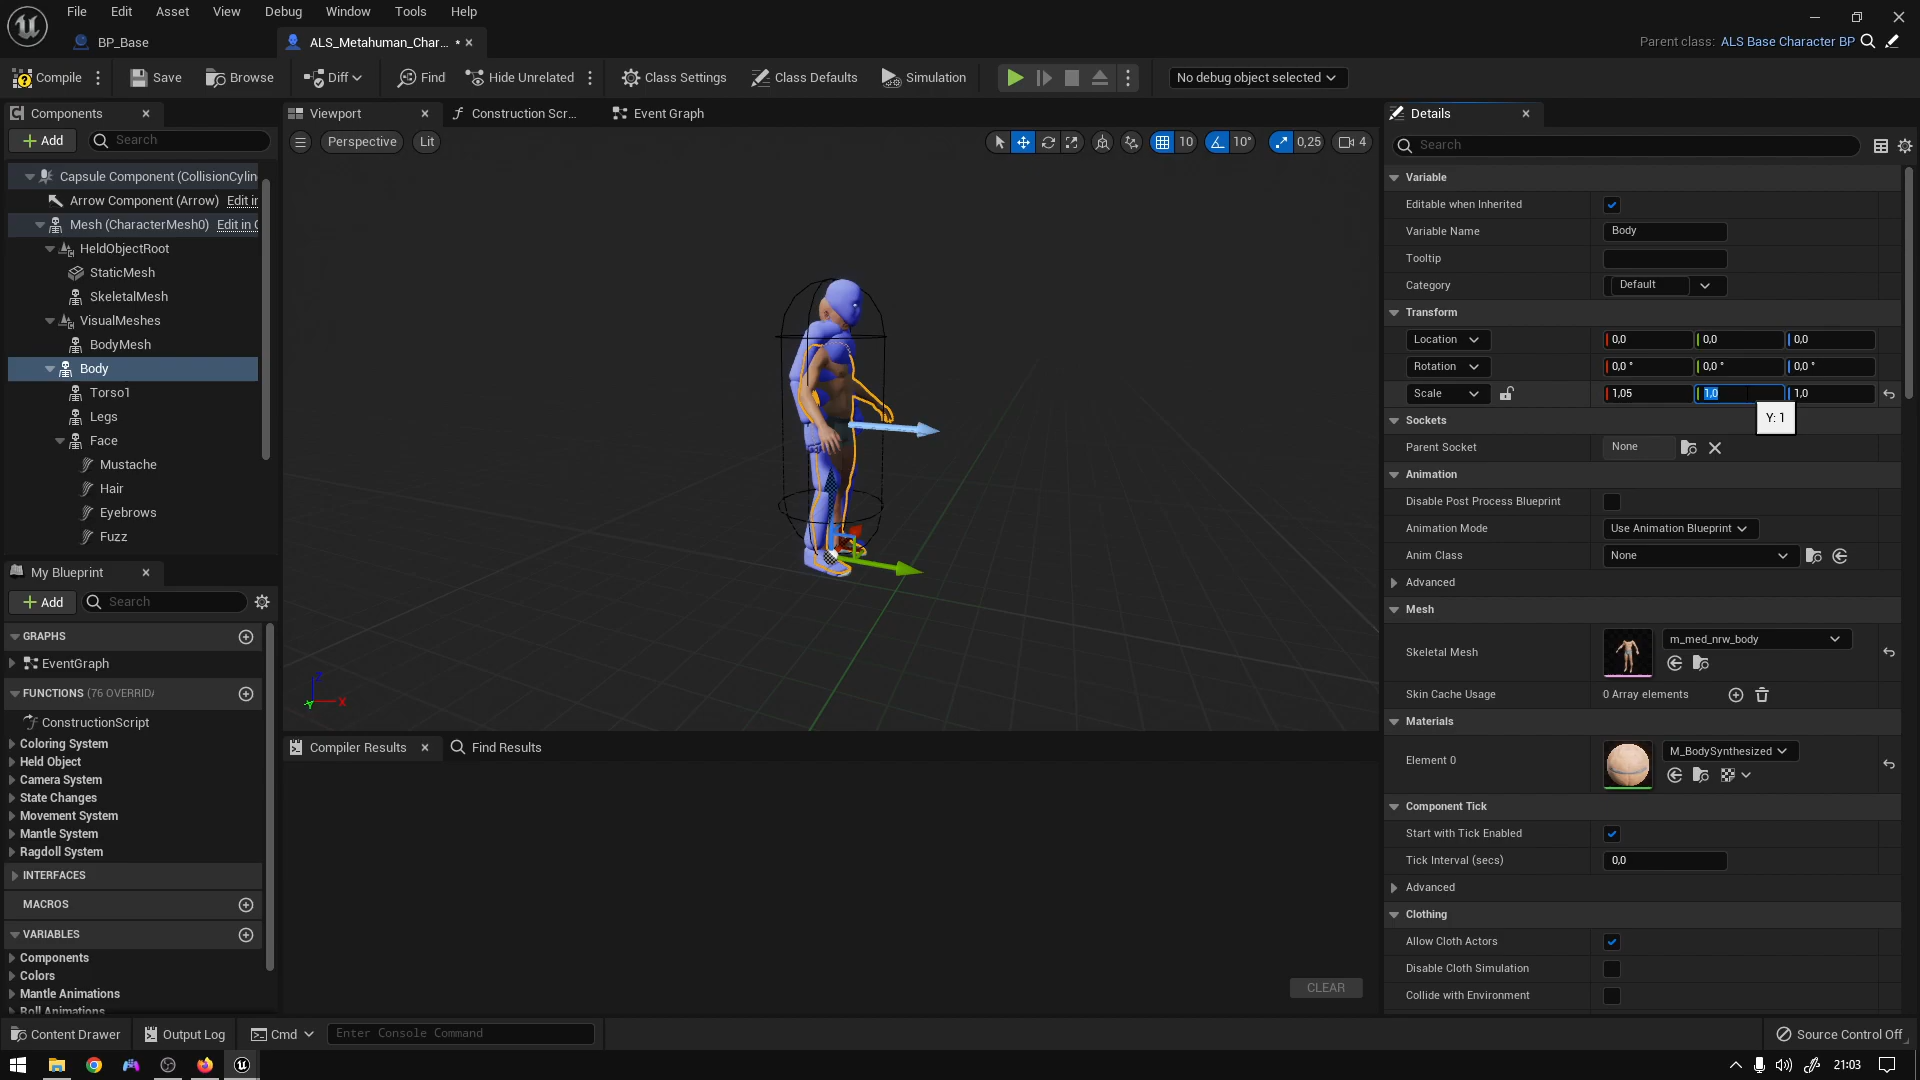 File Edit Asset View Debug Window Tools Help
BP_Base
ALS_Metahuman_Char... •
Parent class: ALS Base Character BP
Compile Save Browse Diff Find Hide Unrelated Class Settings Class Defaults Simulation No debug object selected
Components
Add Search
Capsule Component (CollisionCylin
Arrow Component (Arrow) Edit in
Mesh (CharacterMesh0) Edit in C
HeldObjectRoot
StaticMesh
SkeletalMesh
VisualMeshes
BodyMesh
Body
Torso1
Legs
Face
Mustache
Hair
Eyebrows
Fuzz
My Blueprint
Add Search
GRAPHS
EventGraph
FUNCTIONS (76 OVERRIDA
ConstructionScript
Coloring System
Held Object
Camera System
State Changes
Movement System
Mantle System
Ragdoll System
INTERFACES
MACROS
VARIABLES
Components
Colors
Mantle Animations
Roll Animations
Viewport Construction Scr... Event Graph
Perspective Lit 10 10° 0,25 4
Z X Y
Compiler Results Find Results
CLEAR
Details
Search
Variable
Editable when Inherited
Variable Name Body
Tooltip
Category Default
Transform
Location 0,0 0,0 0,0
Rotation 0,0 ° 0,0 ° 0,0 °
Scale 1,05 1,0 1,0
Y: 1
Sockets
Parent Socket None
Animation
Disable Post Process Blueprint
Animation Mode Use Animation Blueprint
Anim Class None
Advanced
Mesh
Skeletal Mesh m_med_nrw_body
Skin Cache Usage 0 Array elements
Materials
Element 0 M_BodySynthesized
Component Tick
Start with Tick Enabled
Tick Interval (secs) 0,0
Advanced
Clothing
Allow Cloth Actors
Disable Cloth Simulation
Collide with Environment
Content Drawer Output Log Cmd Enter Console Command Source Control Off
21:03